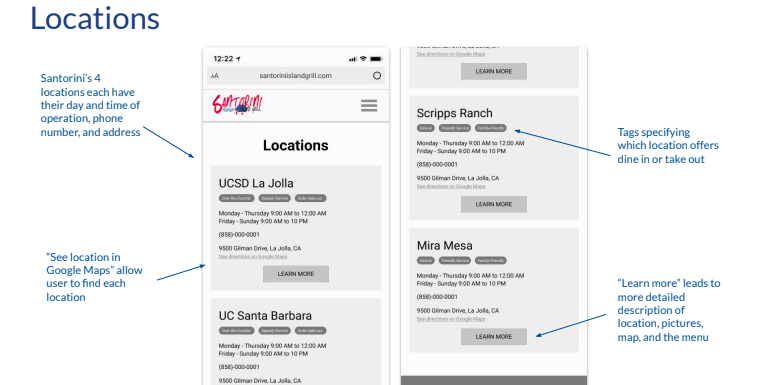 Locations
Santorini's 4
locations each have
their day and time of
operation, phone
number, and address
"See location in
Google Maps" allow
user to find each
location
12:22
AA santoriniislandgrill.com
SANTORINI
Locations
UCSD La Jolla
Over the Counter Speedy Service Order take-out
Monday - Thursday 9:00 AM to 12:00 AM
Friday - Sunday 9:00 AM to 10 PM
(858)-000-0001
9500 Gilman Drive, La Jolla, CA
See directions on Google Maps
LEARN MORE
UC Santa Barbara
Over the Counter Speedy Service Order take-out
Monday - Thursday 9:00 AM to 12:00 AM
Friday - Sunday 9:00 AM to 10 PM
(858)-000-0001
9500 Gilman Drive, La Jolla, CA
See directions on Google Maps
LEARN MORE
Scripps Ranch
Dine-in Friendly Service Family-Friendly
Monday - Thursday 9:00 AM to 12:00 AM
Friday - Sunday 9:00 AM to 10 PM
(858)-000-0001
9500 Gilman Drive, La Jolla, CA
See directions on Google Maps
LEARN MORE
Mira Mesa
Dine-in Friendly Service Family-Friendly
Monday - Thursday 9:00 AM to 12:00 AM
Friday - Sunday 9:00 AM to 10 PM
(858)-000-0001
9500 Gilman Drive, La Jolla, CA
See directions on Google Maps
LEARN MORE
Tags specifying
which location offers
dine in or take out
"Learn more" leads to
more detailed
description of
location, pictures,
map, and the menu